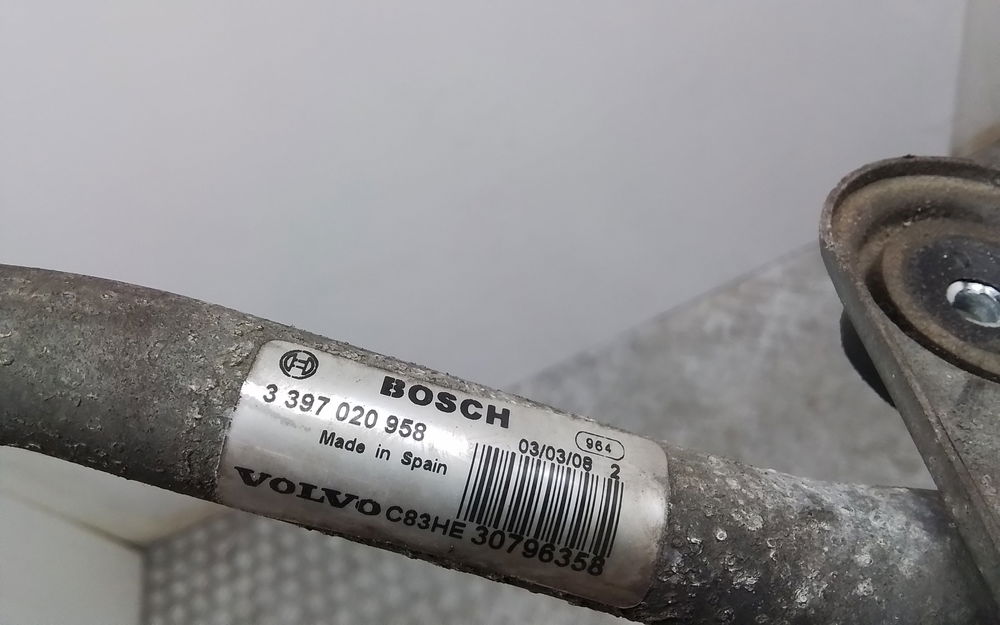 BOSCH
3 397 020 958
Made in Spain
964
03/03/08 2
VOLVO C83HE 30796358